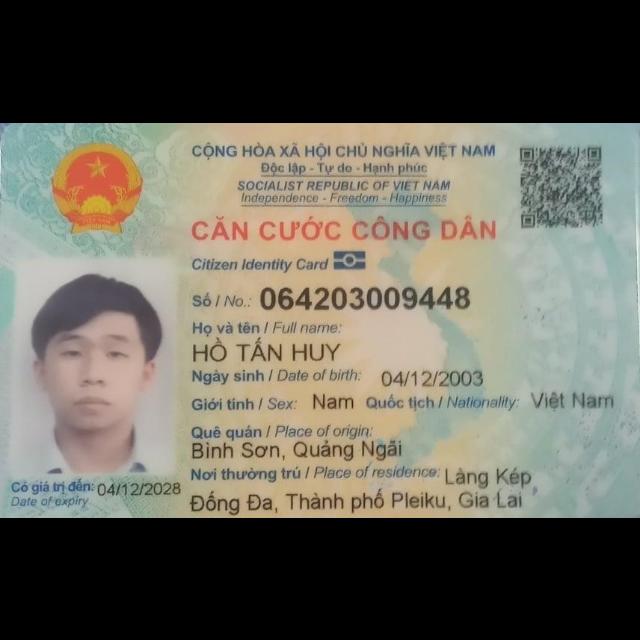 CỘNG HÒA XÃ HỘI CHỦ NGHĨA VIỆT NAM
Độc lập - Tự do - Hạnh phúc
SOCIALIST REPUBLIC OF VIET NAM
Independence - Freedom - Happiness
CĂN CƯỚC CÔNG DÂN
Citizen Identity Card
Số / No.: 064203009448
Họ và tên / Full name:
HỒ TẤN HUY
Ngày sinh / Date of birth: 04/12/2003
Giới tính / Sex: Nam Quốc tịch / Nationality: Việt Nam
Quê quán / Place of origin:
Bình Sơn, Quảng Ngãi
Nơi thường trú / Place of residence: Làng Kép
Đống Đa, Thành phố Pleiku, Gia Lai
Có giá trị đến: 04/12/2028
Date of expiry